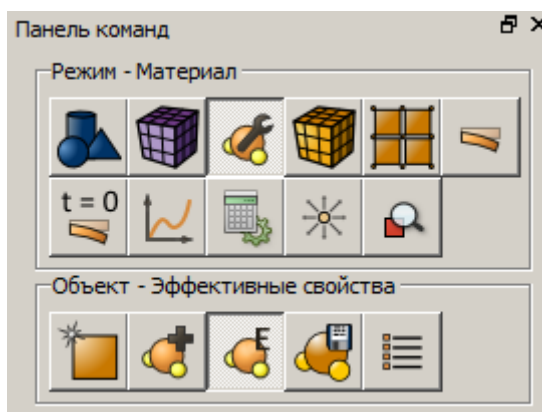 Панель команд
Режим - Материал
t = 0
Объект - Эффективные свойства
E